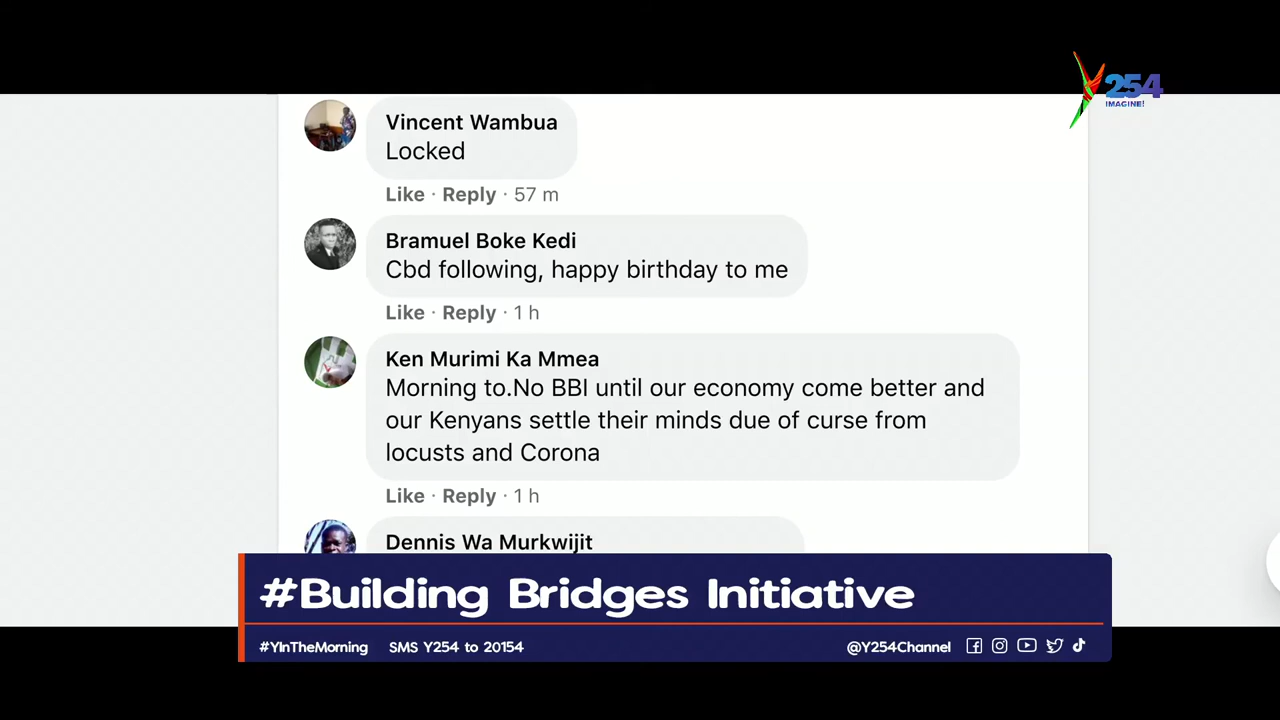 Y254
IMAGINE!
Vincent Wambua
Locked
Like · Reply · 57 m
Bramuel Boke Kedi
Cbd following, happy birthday to me
Like · Reply · 1 h
Ken Murimi Ka Mmea
Morning to.No BBI until our economy come better and
our Kenyans settle their minds due of curse from
locusts and Corona
Like · Reply · 1 h
Dennis Wa Murkwijit
#Building Bridges Initiative
#YInTheMorning SMS Y254 to 20154 @Y254Channel